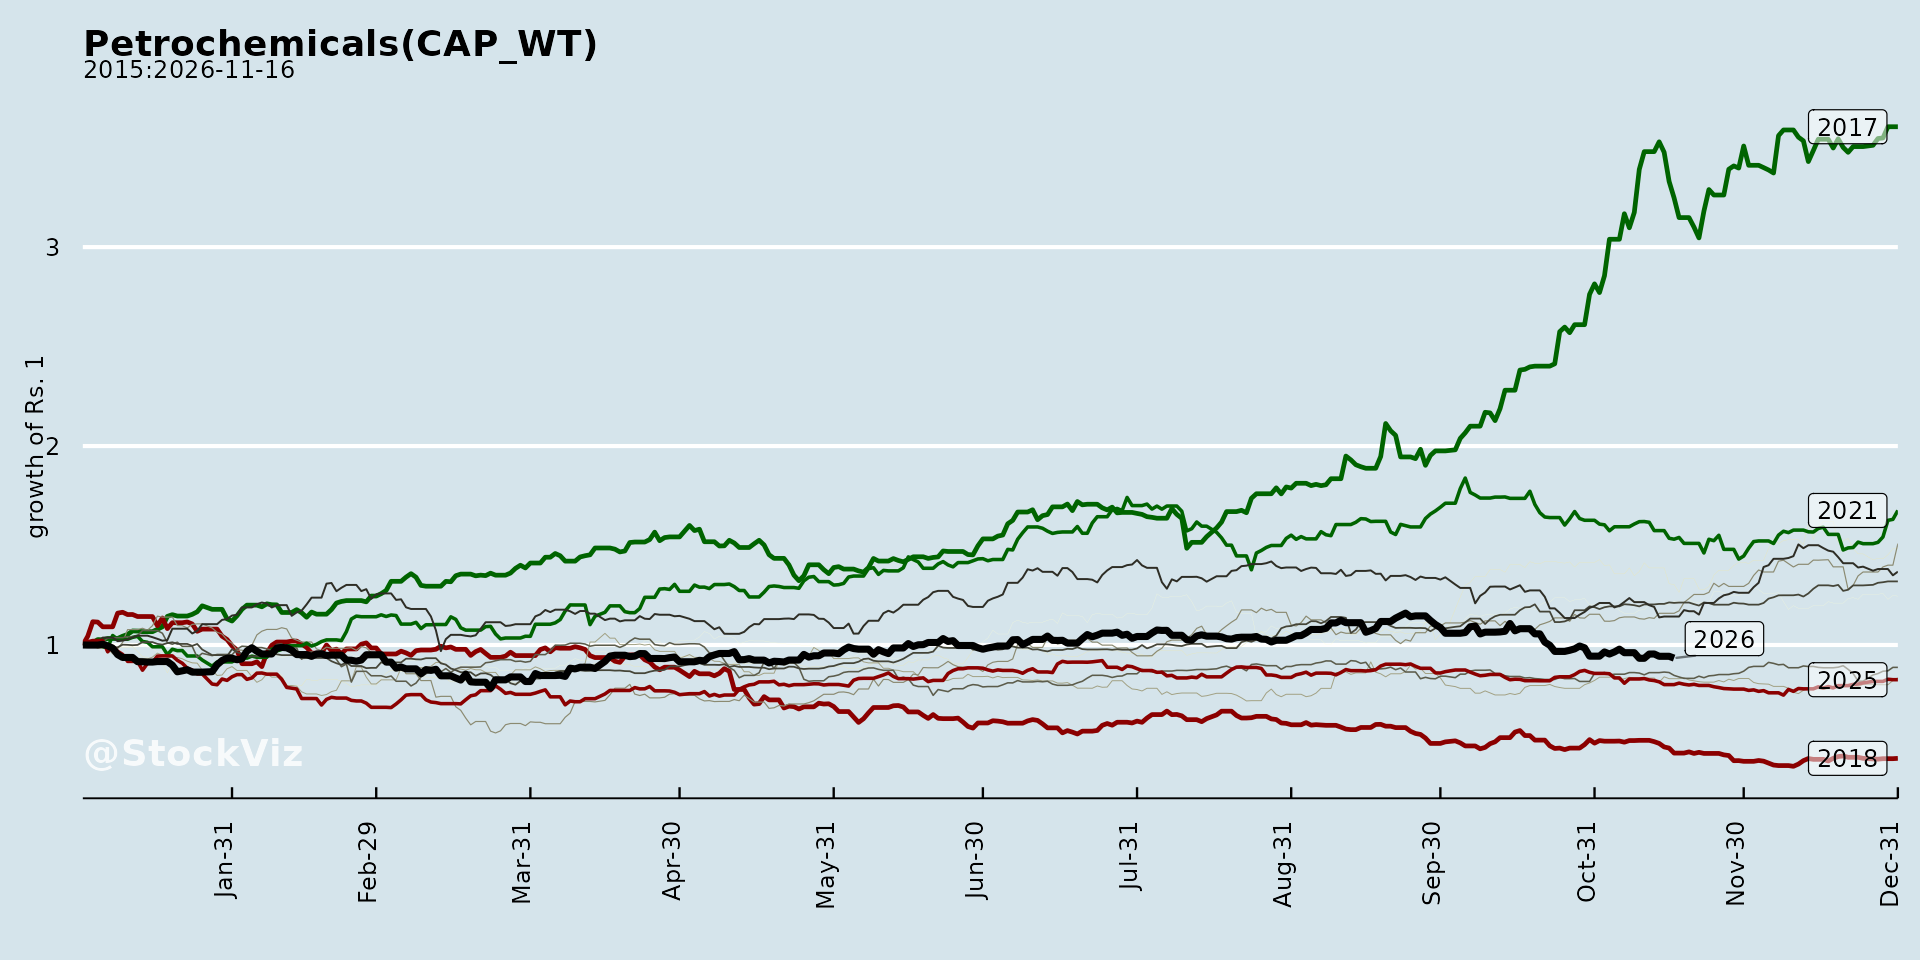 Petrochemicals(CAP_WT)
2015:2026-11-16
growth of Rs. 1
3
2
1
2017
2021
2026
2025
2018
@StockViz
Jan-31
Feb-29
Mar-31
Apr-30
May-31
Jun-30
Jul-31
Aug-31
Sep-30
Oct-31
Nov-30
Dec-31